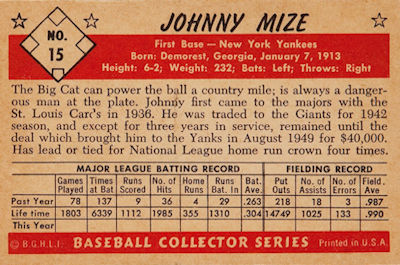 NO. 15
JOHNNY MIZE
First Base — New York Yankees
Born: Demorest, Georgia, January 7, 1913
Height: 6-2; Weight: 232; Bats: Left; Throws: Right
The Big Cat can power the ball a country mile; is always a danger-
ous man at the plate. Johnny first came to the majors with the
St. Louis Car's in 1936. He was traded to the Giants for 1942
season, and except for three years in service, remained until the
deal which brought him to the Yanks in August 1949 for $40,000.
Has lead or tied for National League home run crown four times.
MAJOR LEAGUE BATTING RECORD FIELDING RECORD
Games Played Times at Bat Runs Scored No. of Hits Home Runs Runs Bat. In Bat. Ave. Put Outs No. of Assists No. of Errors Field. Ave
Past Year 78 137 9 36 4 29 .263 218 18 3 .987
Life time 1803 6339 1112 1985 355 1310 .304 14749 1025 133 .990
This Year
© B.G.H.L.I. BASEBALL COLLECTOR SERIES Printed in U.S.A.